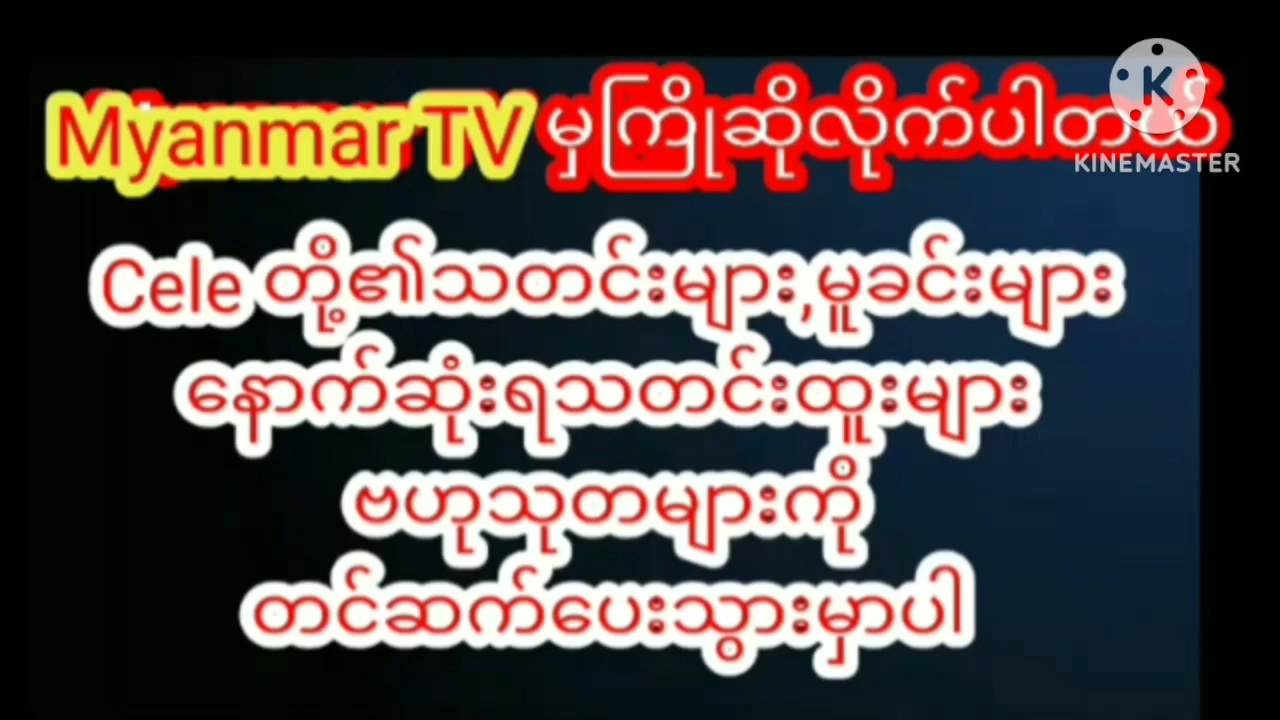 Myanmar TV မှကြိုဆိုလိုက်ပါတယ်
K
KINEMASTER
Cele တို့၏သတင်းများ,မူခင်းများ
နောက်ဆုံးရသတင်းထူးများ
ဗဟုသုတများကို
တင်ဆက်ပေးသွားမှာပါ